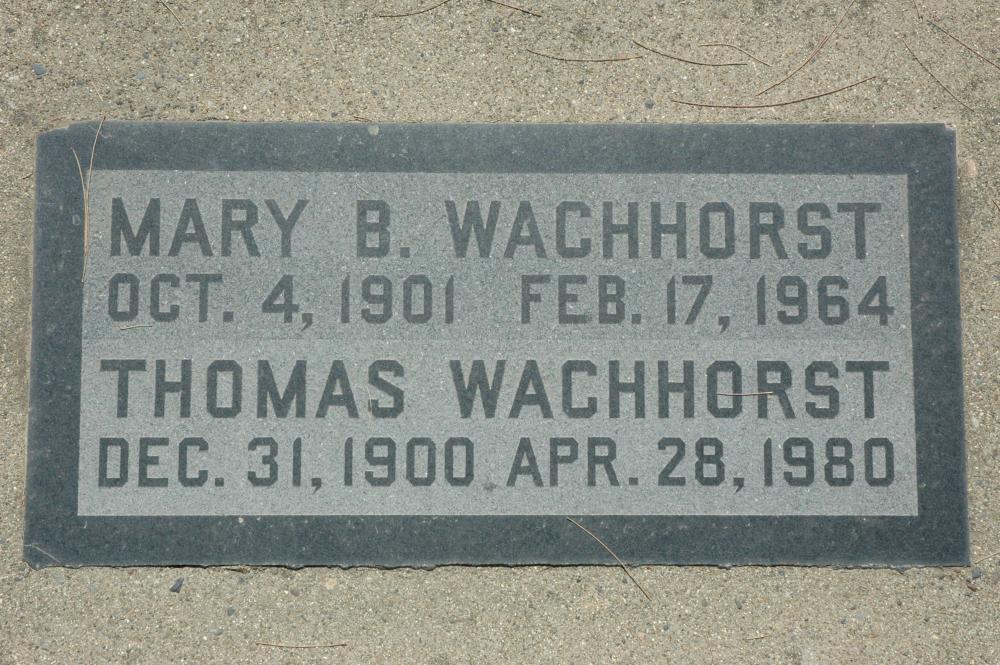 MARY B. WACHHORST
OCT. 4, 1901 FEB. 17, 1964
THOMAS WACHHORST
DEC. 31, 1900 APR. 28, 1980